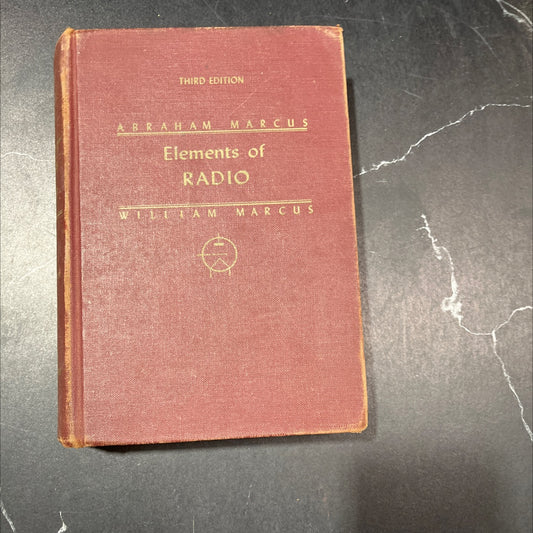 THIRD EDITION
ABRAHAM MARCUS
Elements of
RADIO
WILLIAM MARCUS